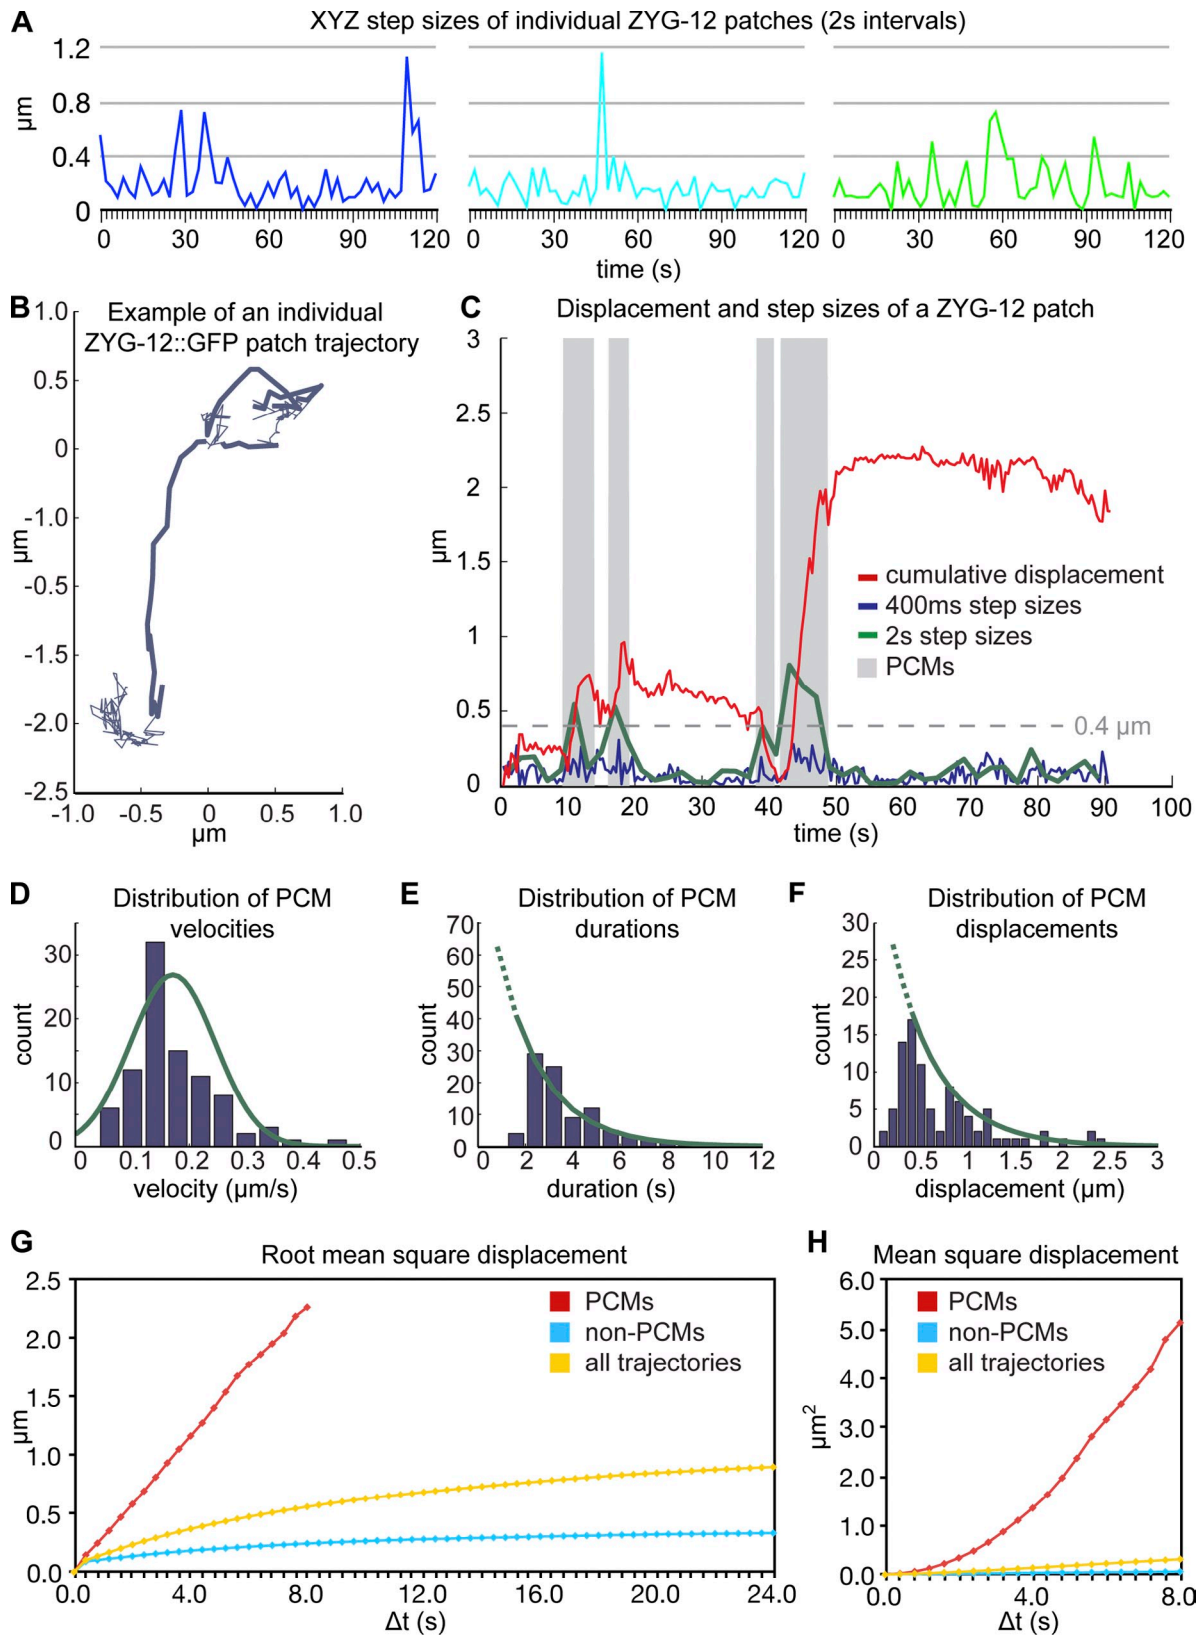 A
XYZ step sizes of individual ZYG-12 patches (2s intervals)
1.2
0.8
0.4
0
µm
0 30 60 90 120
0 30 60 90 120
0 30 60 90 120
time (s)
B
Example of an individual
ZYG-12::GFP patch trajectory
1.0
0.5
0
-1.0
-0.5
-1.5
-2.0
-2.5
µm
-1.0 -0.5 0 0.5 1.0
µm
C
Displacement and step sizes of a ZYG-12 patch
3
2.5
2
1.5
1
0.5
0
µm
cumulative displacement
400ms step sizes
2s step sizes
PCMs
0.4 µm
0 10 20 30 40 50 60 70 80 90 100
time (s)
D
Distribution of PCM
velocities
30
20
10
0
count
0 0.1 0.2 0.3 0.4 0.5
velocity (µm/s)
E
Distribution of PCM
durations
70
60
50
40
30
20
10
0
count
0 2 4 6 8 10 12
duration (s)
F
Distribution of PCM
displacements
30
25
20
15
10
5
0
count
0 0.5 1 1.5 2 2.5 3
displacement (µm)
G
Root mean square displacement
2.5
2.0
1.5
1.0
0.5
0.0
µm
PCMs
non-PCMs
all trajectories
4.0 8.0 12.0 16.0 20.0 24.0
Δt (s)
H
Mean square displacement
6.0
5.0
4.0
3.0
2.0
1.0
0.0
µm2
PCMs
non-PCMs
all trajectories
0.0 4.0 8.0
Δt (s)